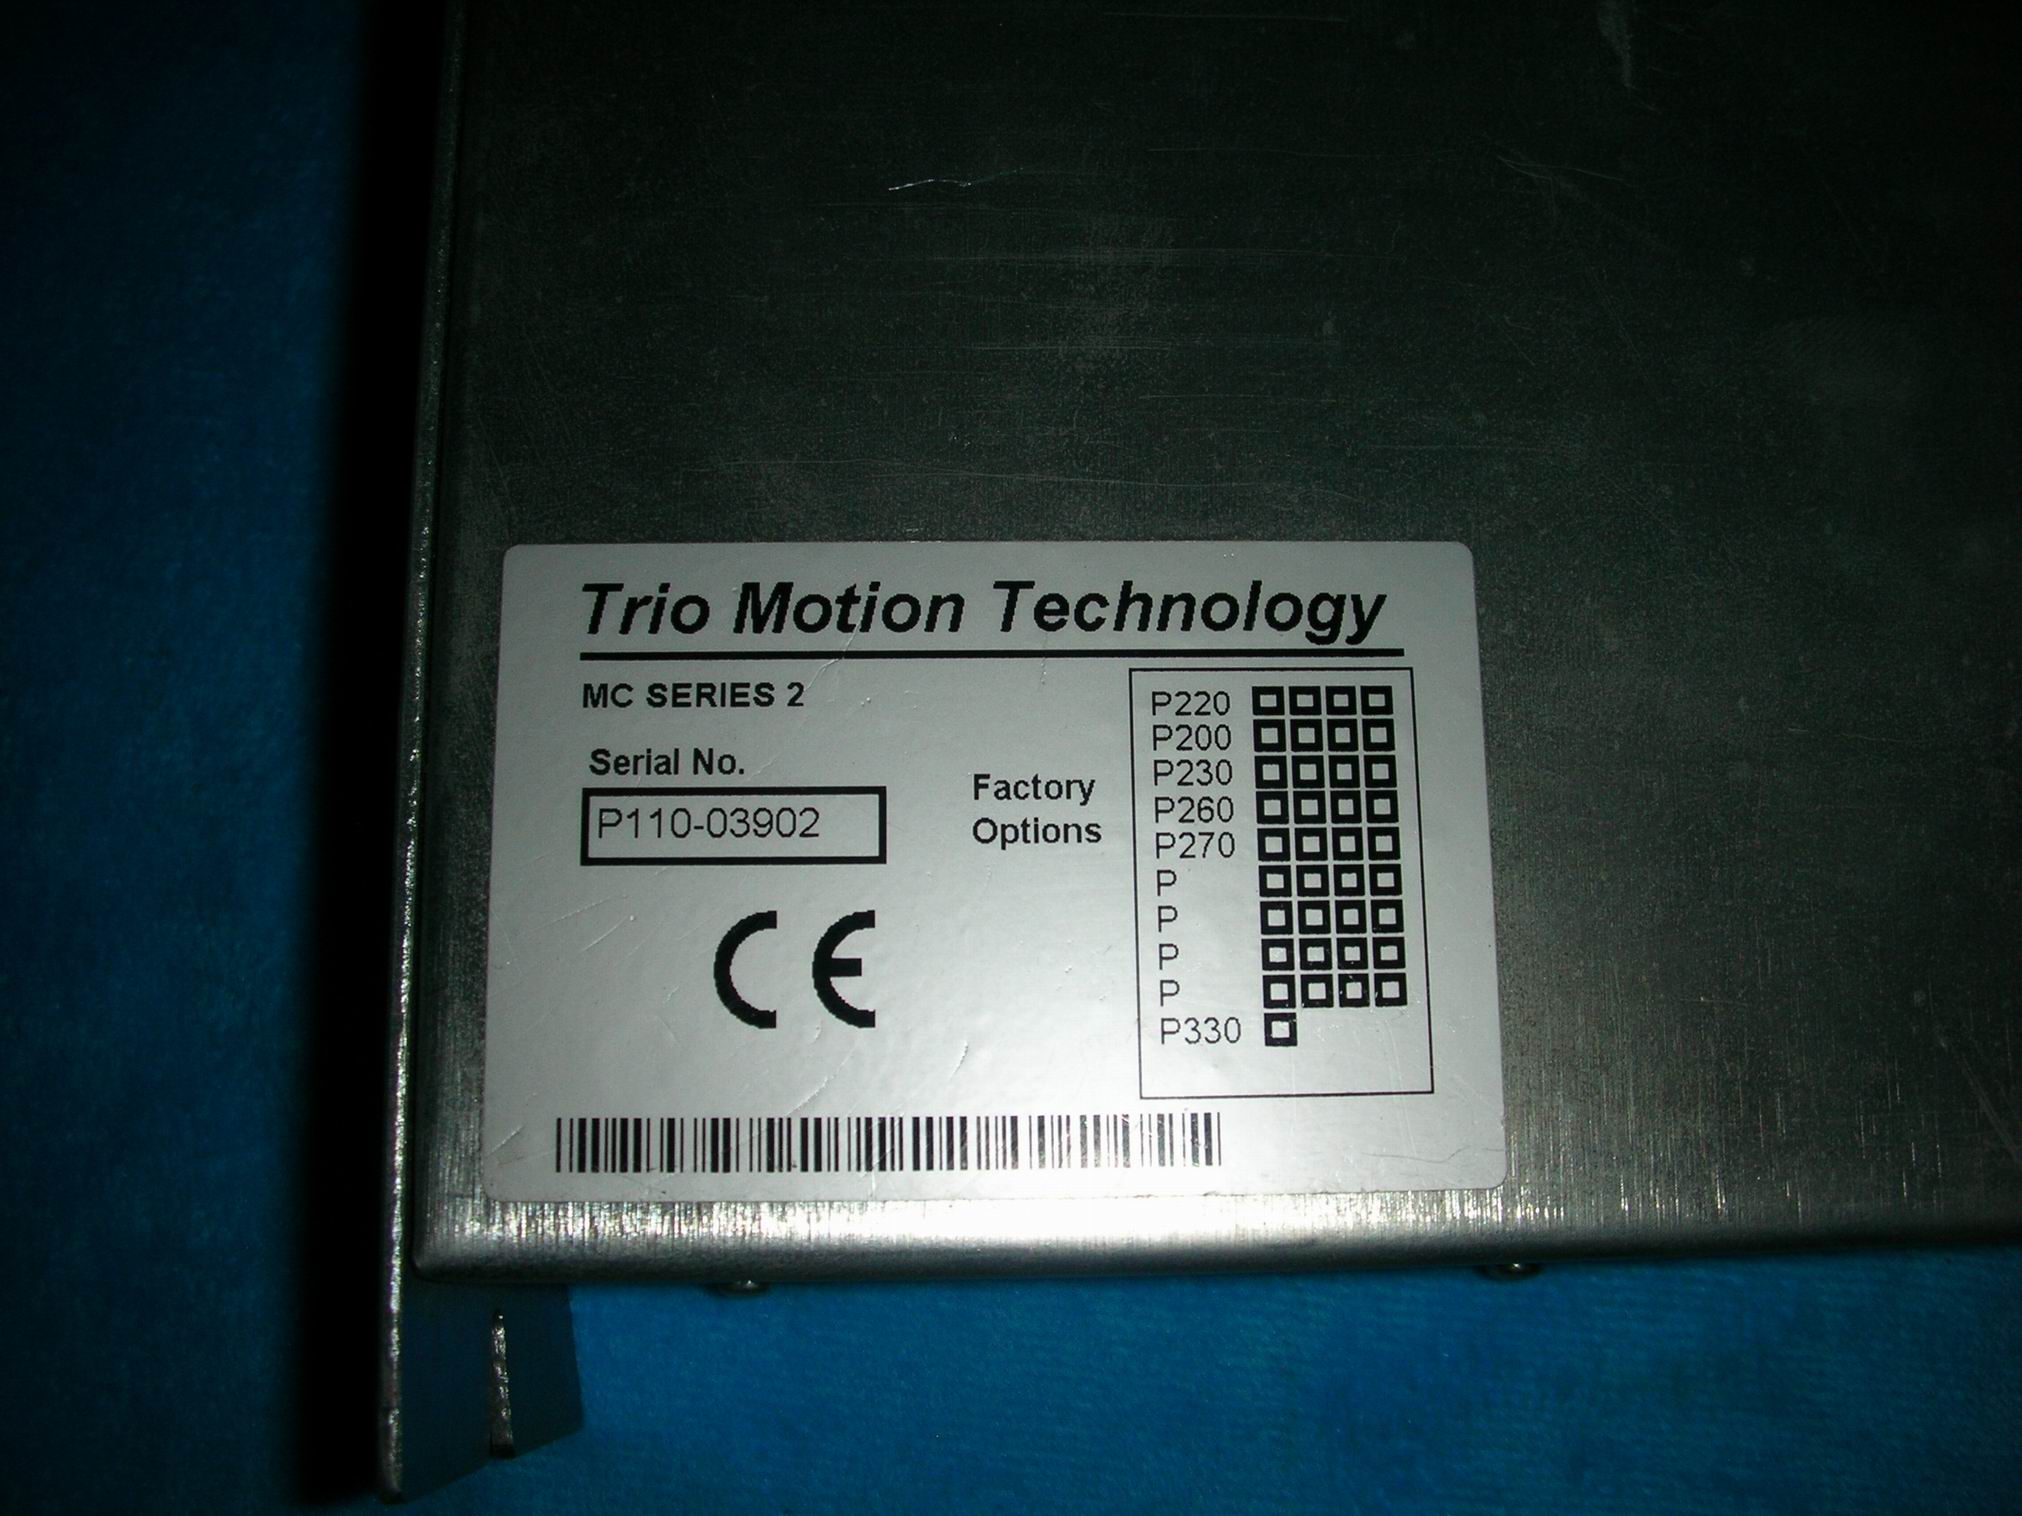 Trio Motion Technology
MC SERIES 2
Serial No.
P110-03902
CE
Factory
Options
P220
P200
P230
P260
P270
P
P
P
P
P330